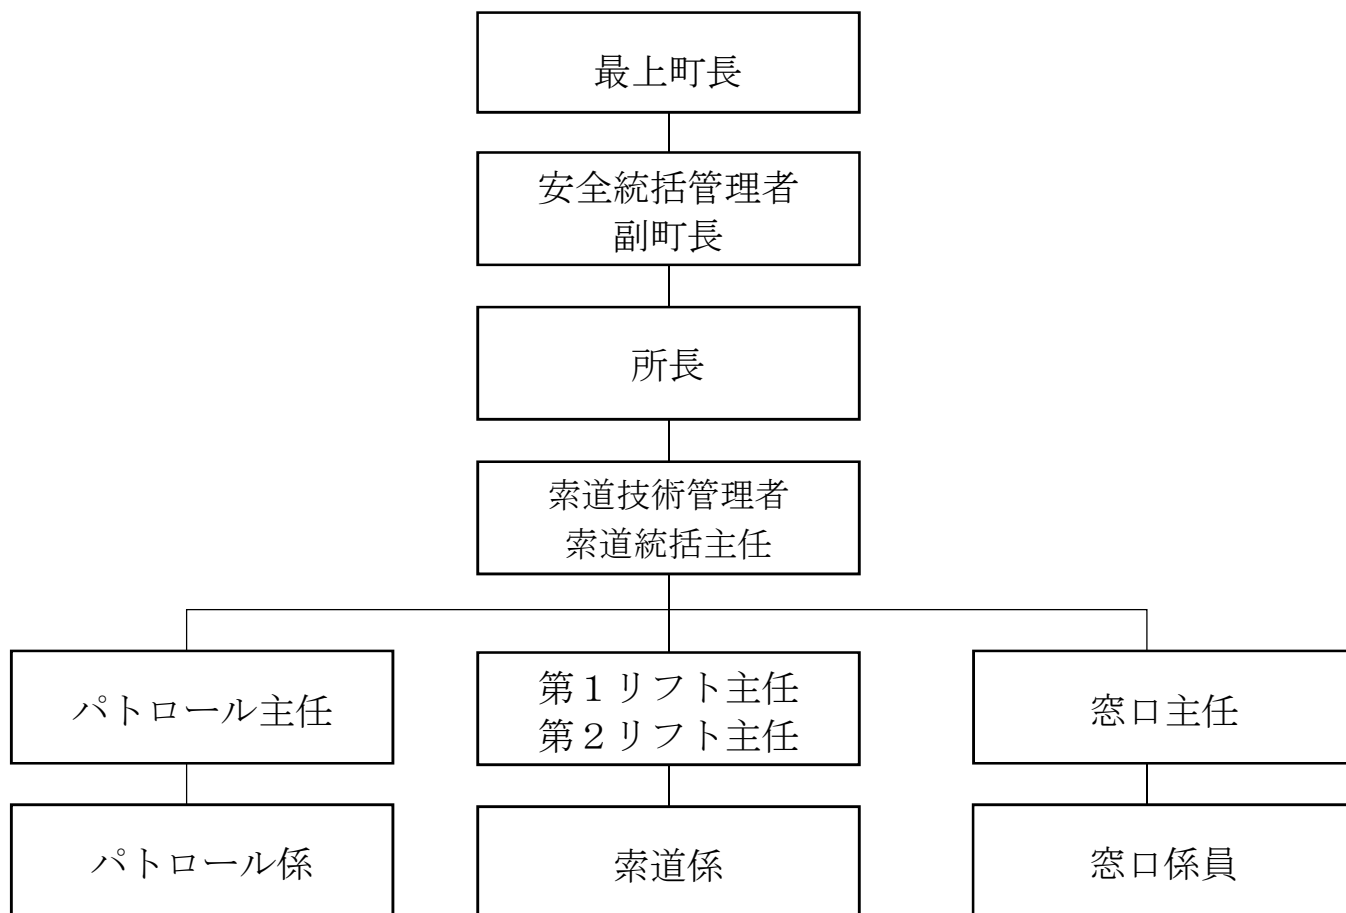 最上町長
安全統括管理者
副町長
所長
索道技術管理者
索道統括主任
パトロール主任
第１リフト主任
第２リフト主任
窓口主任
パトロール係
索道係
窓口係員